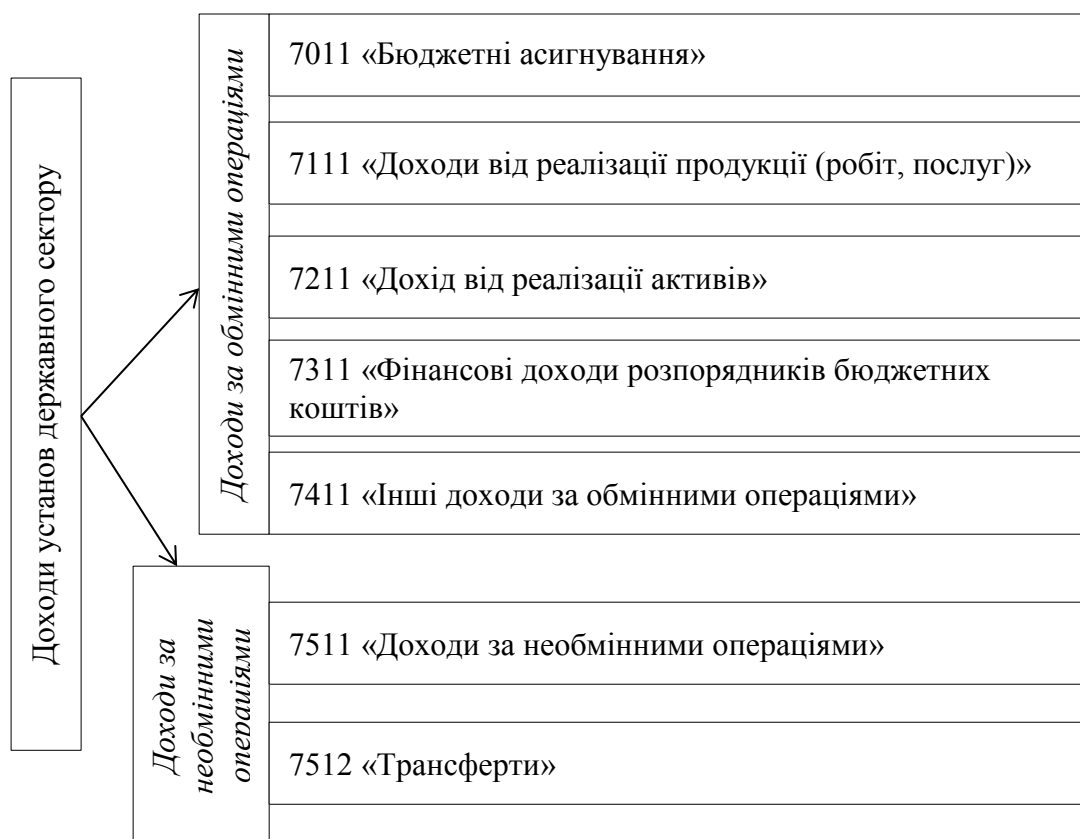 Доходи установ державного сектору
Доходи за обмінними операціями
7011 «Бюджетні асигнування»
7111 «Доходи від реалізації продукції (робіт, послуг)»
7211 «Дохід від реалізації активів»
7311 «Фінансові доходи розпорядників бюджетних
коштів»
7411 «Інші доходи за обмінними операціями»
Доходи за
необмінними
операціями
7511 «Доходи за необмінними операціями»
7512 «Трансферти»